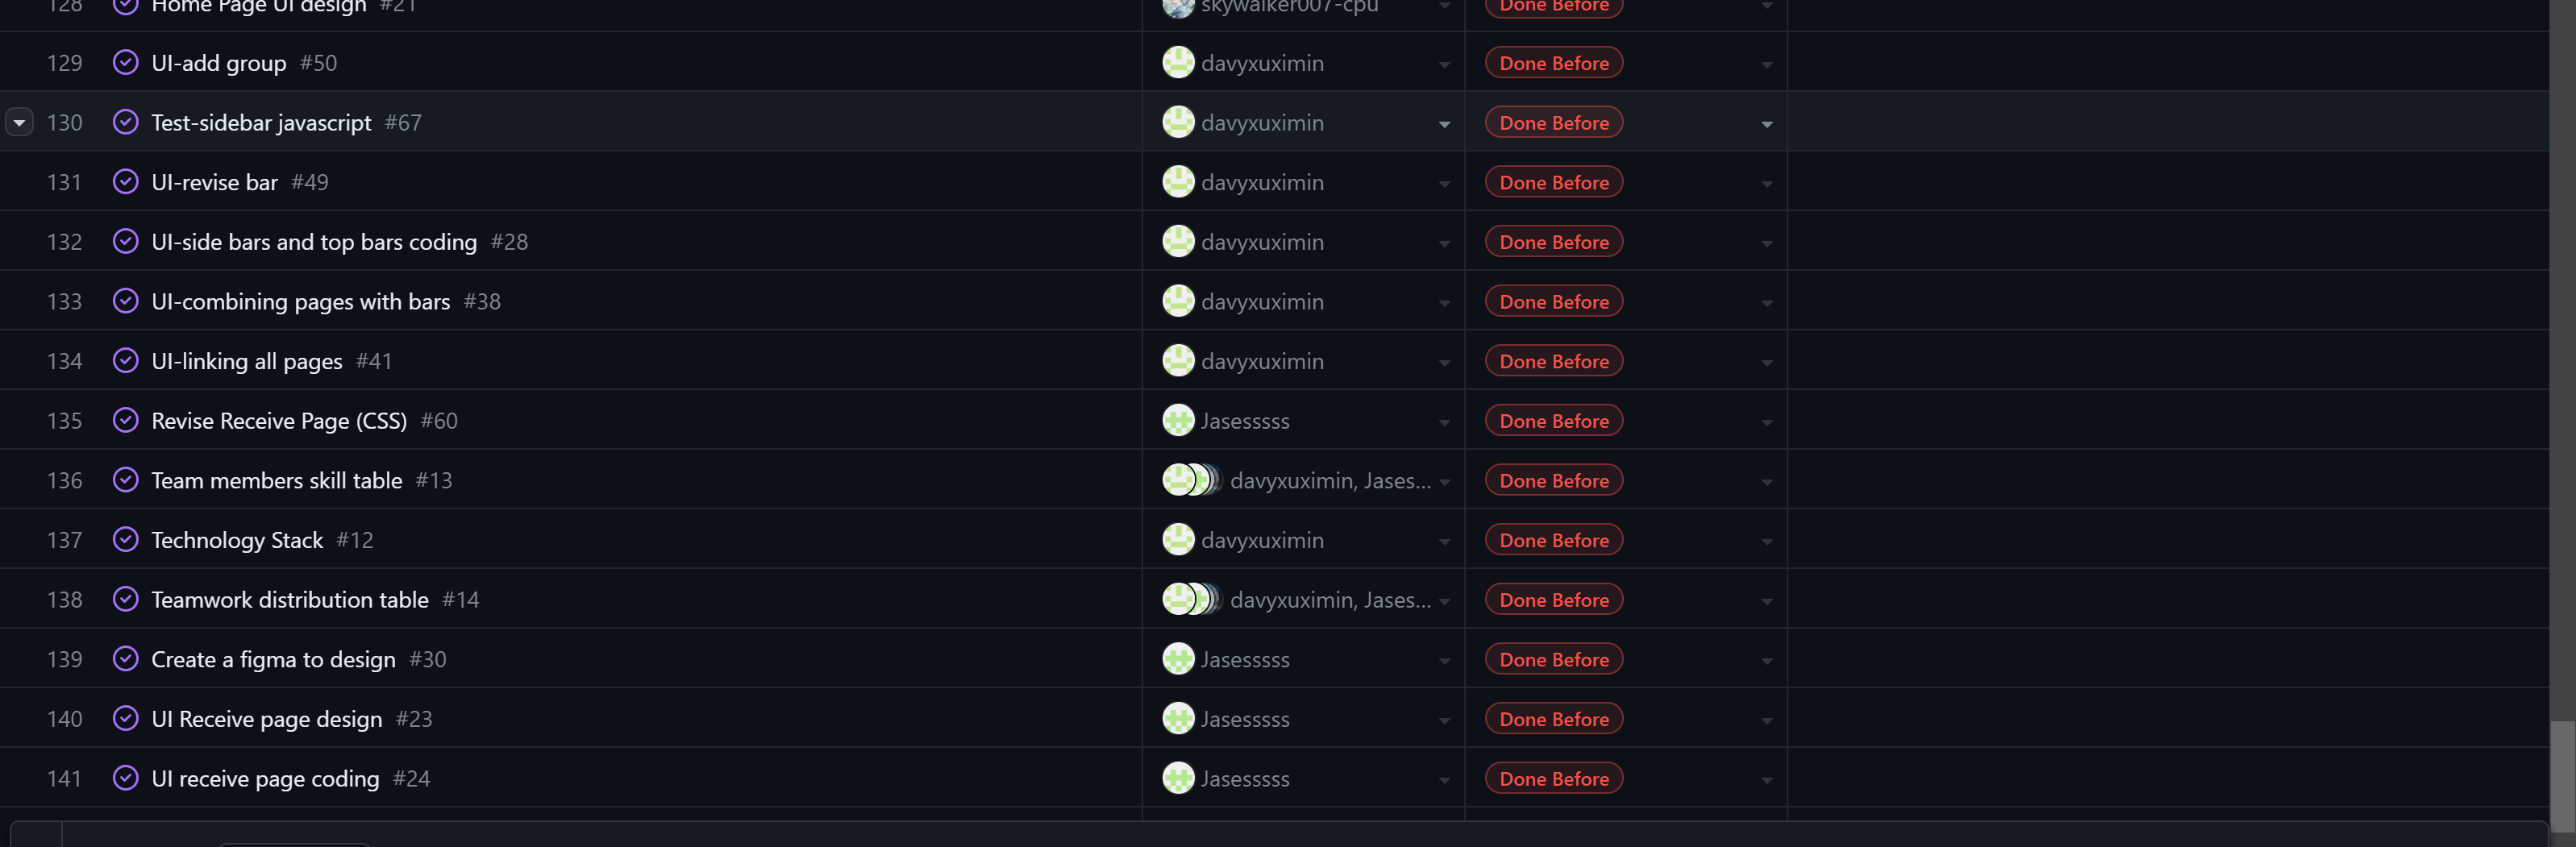 128 Home Page UI design #21 skywalker007-cpu Done Before
129 UI-add group #50 davyxuximin Done Before
130 Test-sidebar javascript #67 davyxuximin Done Before
131 UI-revise bar #49 davyxuximin Done Before
132 UI-side bars and top bars coding #28 davyxuximin Done Before
133 UI-combining pages with bars #38 davyxuximin Done Before
134 UI-linking all pages #41 davyxuximin Done Before
135 Revise Receive Page (CSS) #60 Jasesssss Done Before
136 Team members skill table #13 davyxuximin, Jases... Done Before
137 Technology Stack #12 davyxuximin Done Before
138 Teamwork distribution table #14 davyxuximin, Jases... Done Before
139 Create a figma to design #30 Jasesssss Done Before
140 UI Receive page design #23 Jasesssss Done Before
141 UI receive page coding #24 Jasesssss Done Before